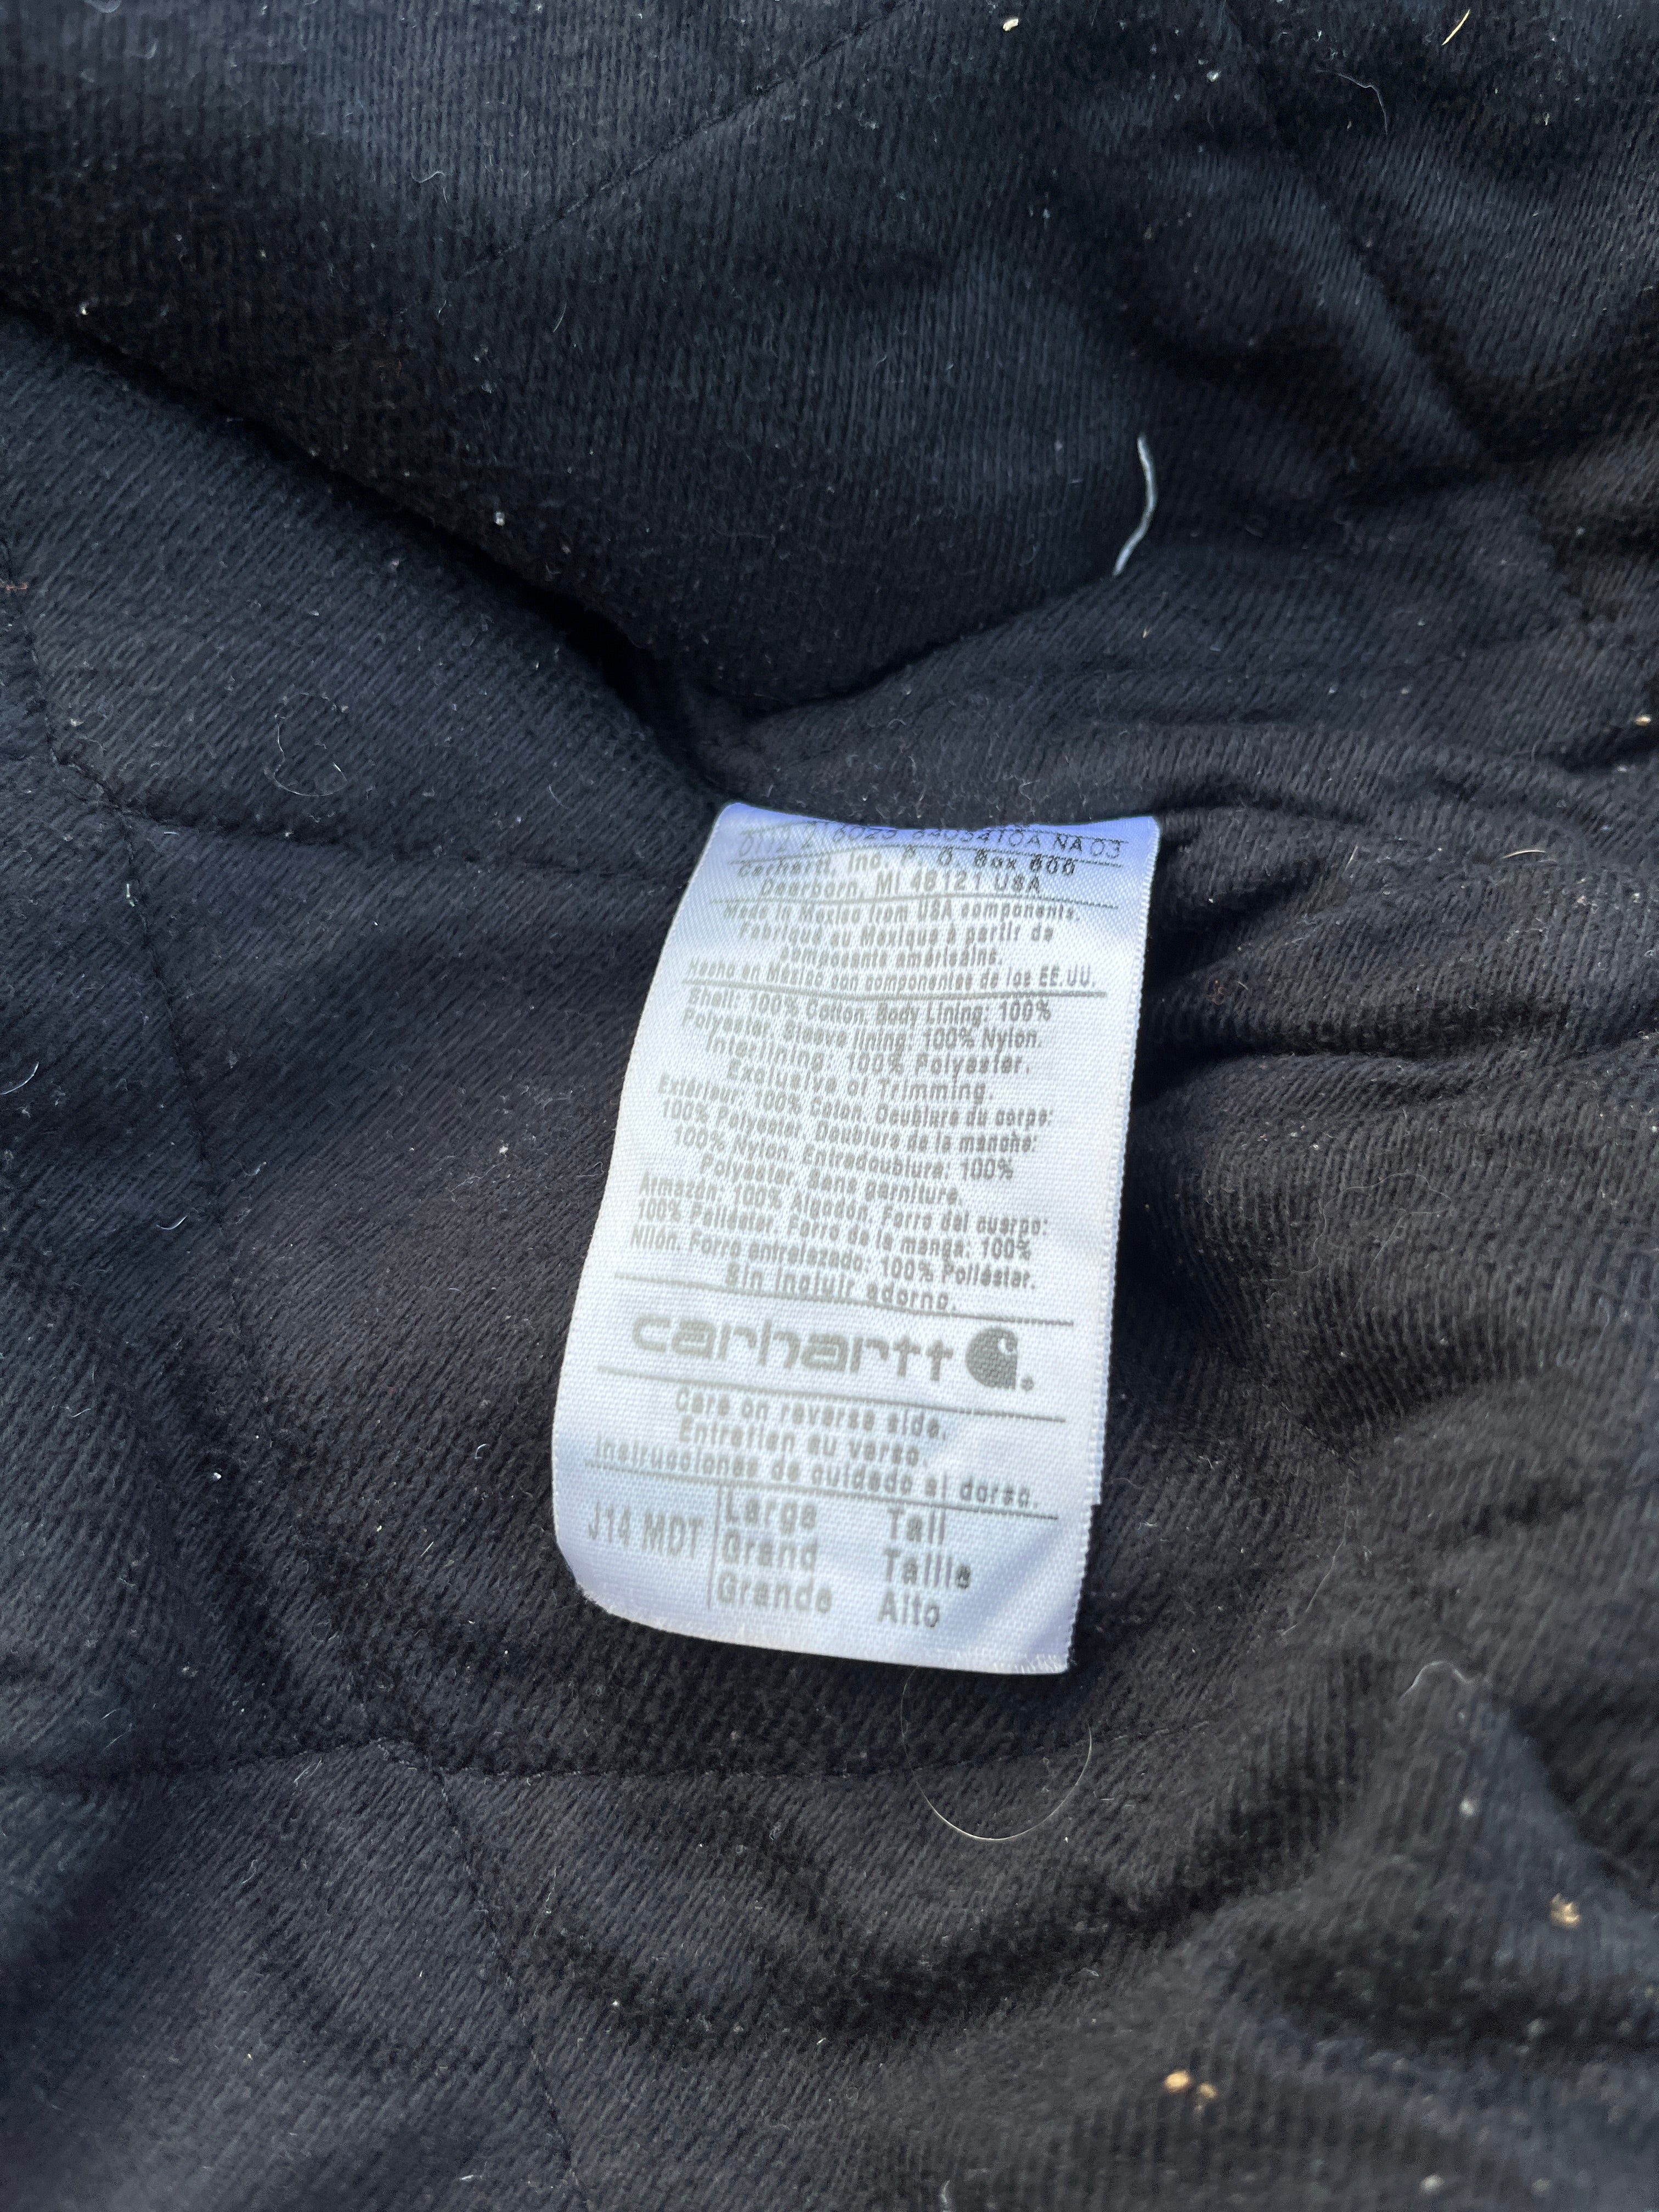 NA 03
Carhartt, Inc. P. O. Box 600
Dearborn, MI 48121 USA
Made in Mexico from USA components.
Fabriqué au Mexique à partir de
composants américains.
Hecho en México con componentes de los EE.UU.
Shell: 100% Cotton. Body Lining: 100%
Polyester. Sleeve lining: 100% Nylon.
Interlining: 100% Polyester.
Exclusive of Trimming.
Extérieur: 100% Coton. Doublure du corps:
100% Polyester. Doublure de la manche:
100% Nylon. Entredoublure: 100%
Polyester. Sans garniture.
Armazón: 100% Algodón. Forro del cuerpo:
100% Poliéster. Forro de la manga: 100%
Nilón. Forro entrelazado: 100% Poliéster.
Sin incluir adorno.
carhartt
Care on reverse side.
Entretien au verso.
Instrucciones de cuidado al dorso.
J14 MDT Large Tall
Grand Taille
Grande Alto